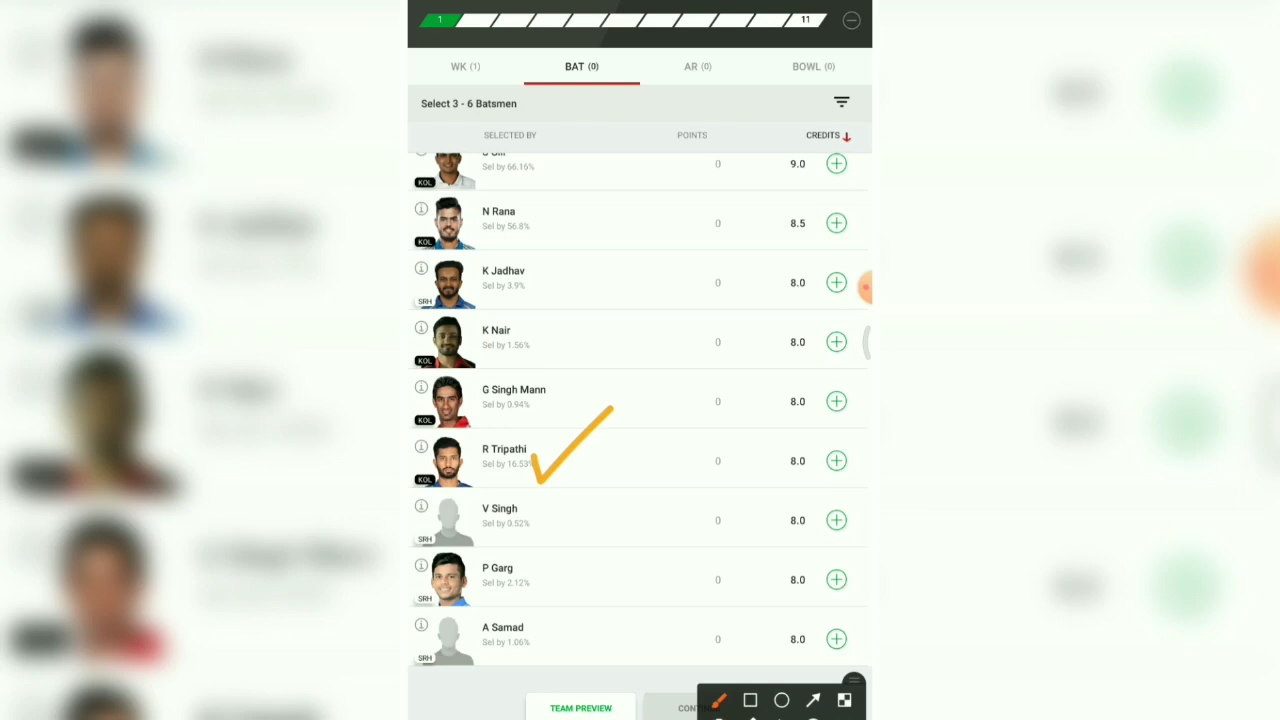 1 11
WK (1) BAT (0) AR (0) BOWL (0)
Select 3 - 6 Batsmen
SELECTED BY POINTS CREDITS
S Gill
Sel by 66.16% 0 9.0
KOL
N Rana
Sel by 56.8% 0 8.5
KOL
K Jadhav
Sel by 3.9% 0 8.0
SRH
K Nair
Sel by 1.56% 0 8.0
KOL
G Singh Mann
Sel by 0.94% 0 8.0
KOL
R Tripathi
Sel by 16.53% 0 8.0
KOL
V Singh
Sel by 0.52% 0 8.0
SRH
P Garg
Sel by 2.12% 0 8.0
SRH
A Samad
Sel by 1.06% 0 8.0
SRH
TEAM PREVIEW